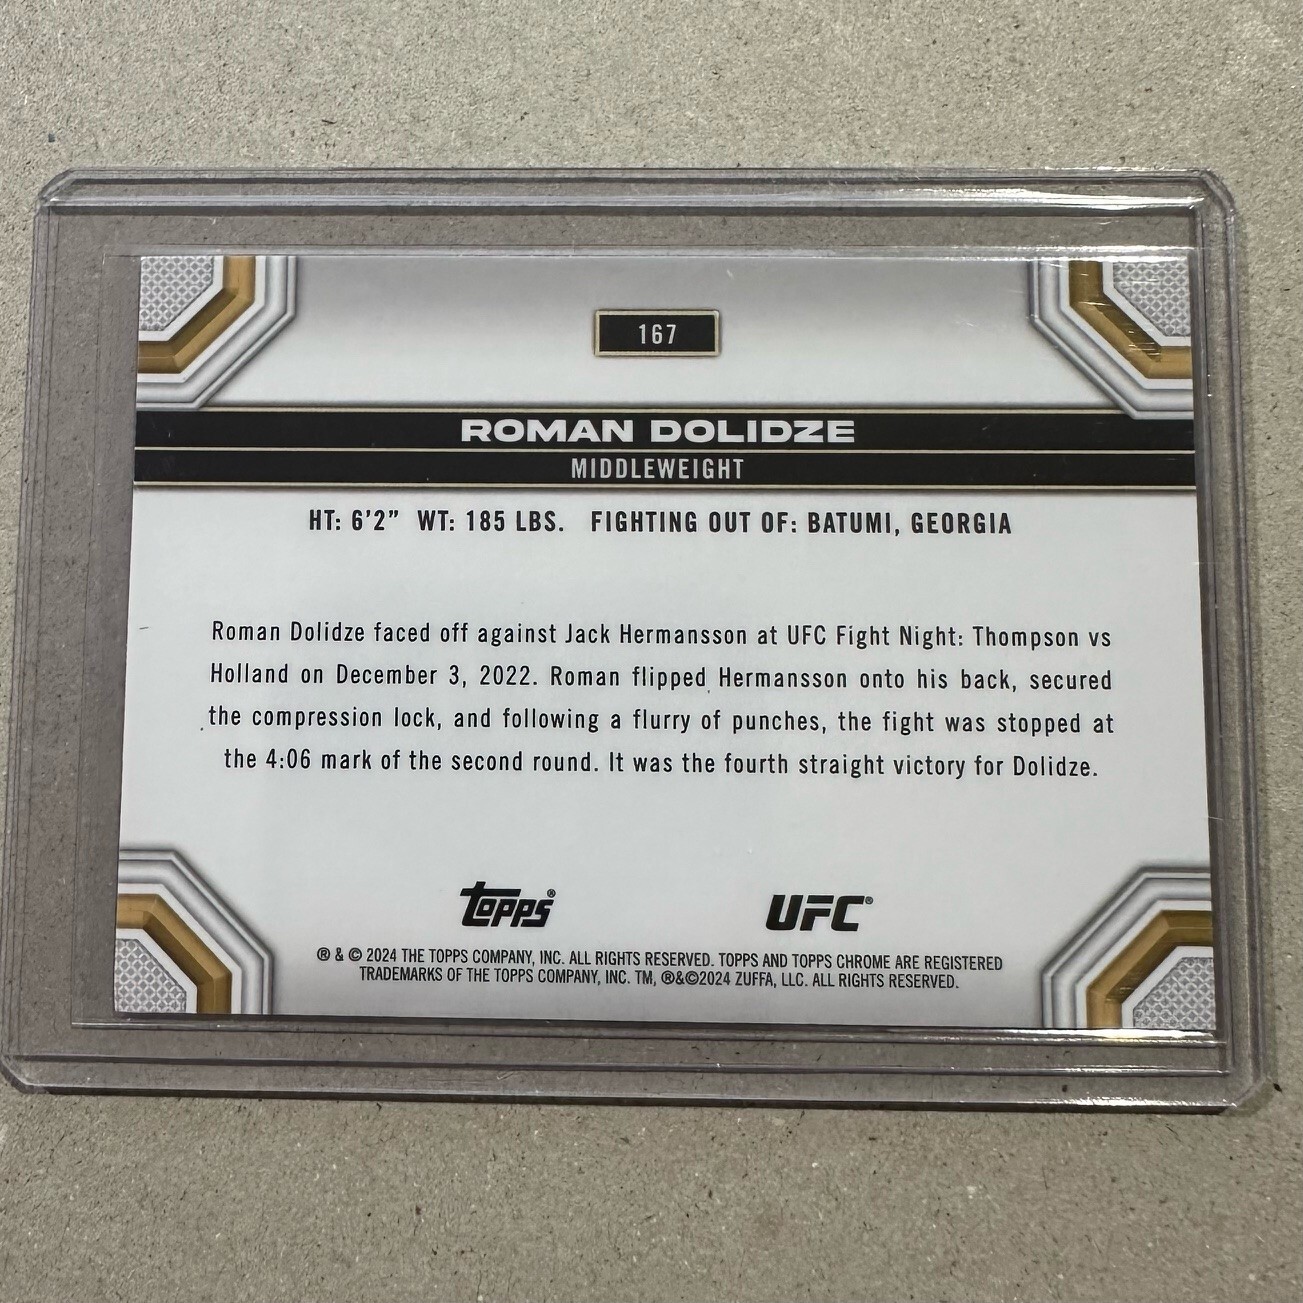 167
ROMAN DOLIDZE
MIDDLEWEIGHT
HT: 6'2" WT: 185 LBS. FIGHTING OUT OF: BATUMI, GEORGIA
Roman Dolidze faced off against Jack Hermansson at UFC Fight Night: Thompson vs
Holland on December 3, 2022. Roman flipped Hermansson onto his back, secured
the compression lock, and following a flurry of punches, the fight was stopped at
the 4:06 mark of the second round. It was the fourth straight victory for Dolidze.
Topps® UFC®
® & © 2024 THE TOPPS COMPANY, INC. ALL RIGHTS RESERVED. TOPPS AND TOPPS CHROME ARE REGISTERED
TRADEMARKS OF THE TOPPS COMPANY, INC. TM, ®&©2024 ZUFFA, LLC. ALL RIGHTS RESERVED.